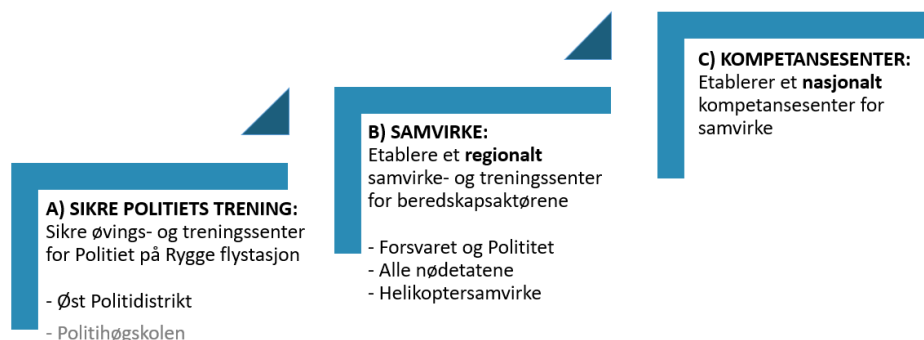 A) SIKRE POLITIETS TRENING:
Sikre øvings- og treningssenter
for Politiet på Rygge flystasjon
- Øst Politidistrikt
- Politihøgskolen
B) SAMVIRKE:
Etablere et regionalt
samvirke- og treningssenter
for beredskapsaktørene
- Forsvaret og Polititet
- Alle nødetatene
- Helikoptersamvirke
C) KOMPETANSESENTER:
Etablerer et nasjonalt
kompetansesenter for
samvirke